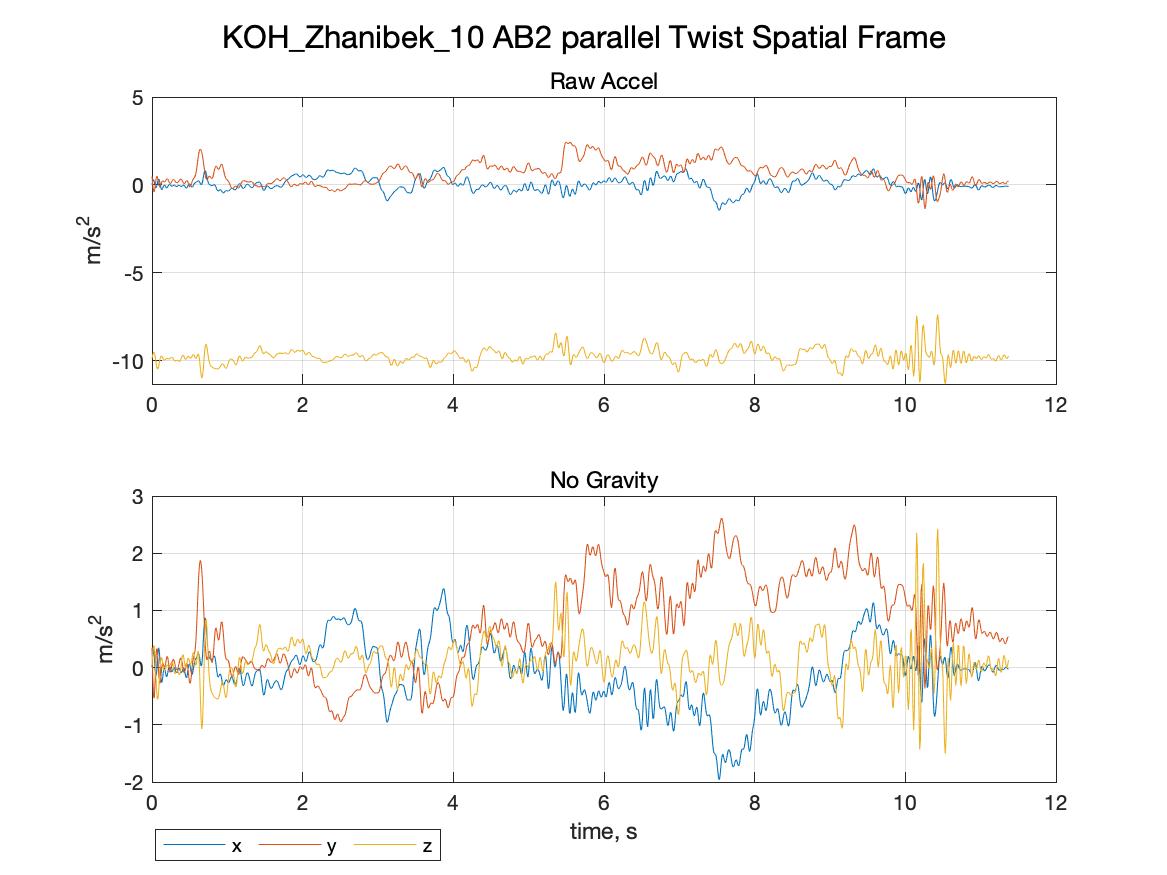 KOH_Zhanibek_10 AB2 parallel Twist Spatial Frame
Raw Accel
5
0
-5
-10
m/s²
0 2 4 6 8 10 12
No Gravity
3
2
1
0
-1
-2
m/s²
0 2 4 6 8 10 12
time, s
x y z